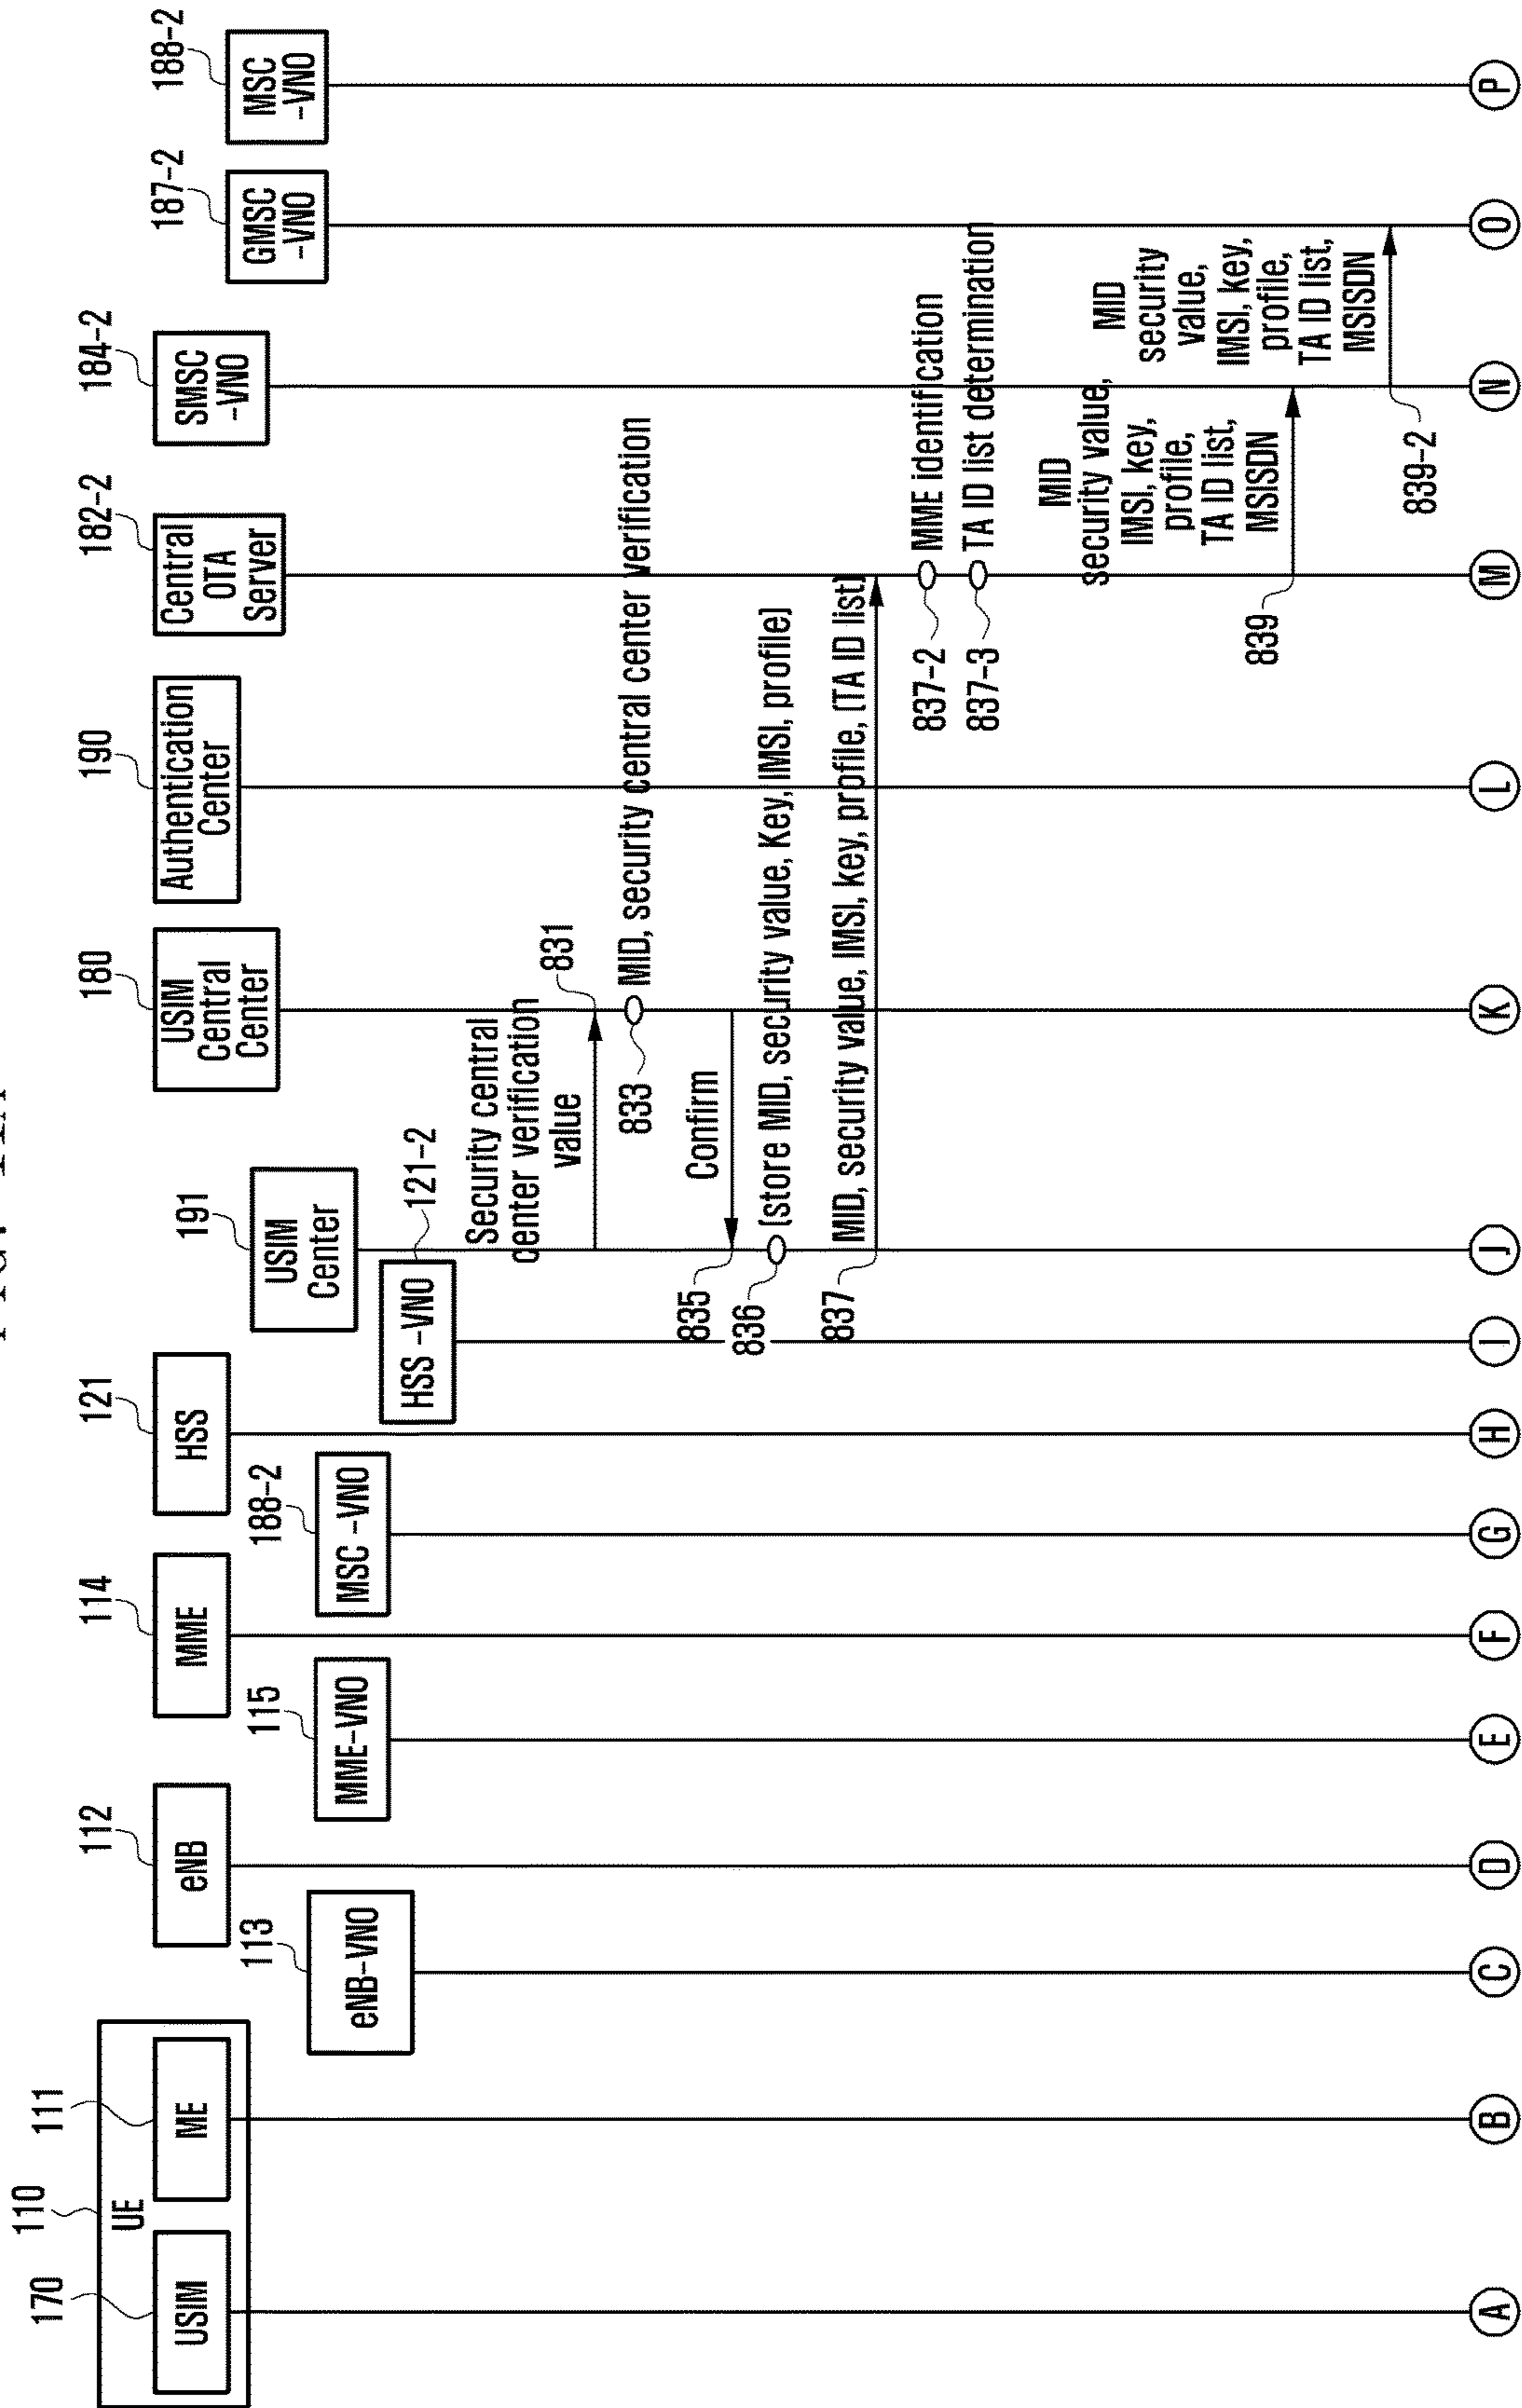 110
UE
170
USIM
111
ME
113
eNB-VNO
112
eNB
115
MME-VNO
114
MME
188-2
MSC -VNO
121
HSS
121-2
HSS -VNO
191
USIM
Center
180
USIM
Central
Center
190
Authentication
Center
182-2
Central
OTA
Server
184-2
SMSC
-VNO
187-2
GMSC
-VNO
188-2
MSC
-VNO
Security central
center verification
value
831
833
MID, security central center verification
Confirm
835
836
(store MID, security value, Key, IMSI, profile)
837
MID, security value, IMSI, key, profile, (TA ID list)
837-2
MME identification
837-3
TA ID list determination
MID
security value,
IMSI, key,
profile,
TA ID list,
MSISDN
839
MID
security
value,
IMSI, key,
profile,
TA ID list,
MSISDN
839-2
A
B
C
D
E
F
G
H
I
J
K
L
M
N
O
P